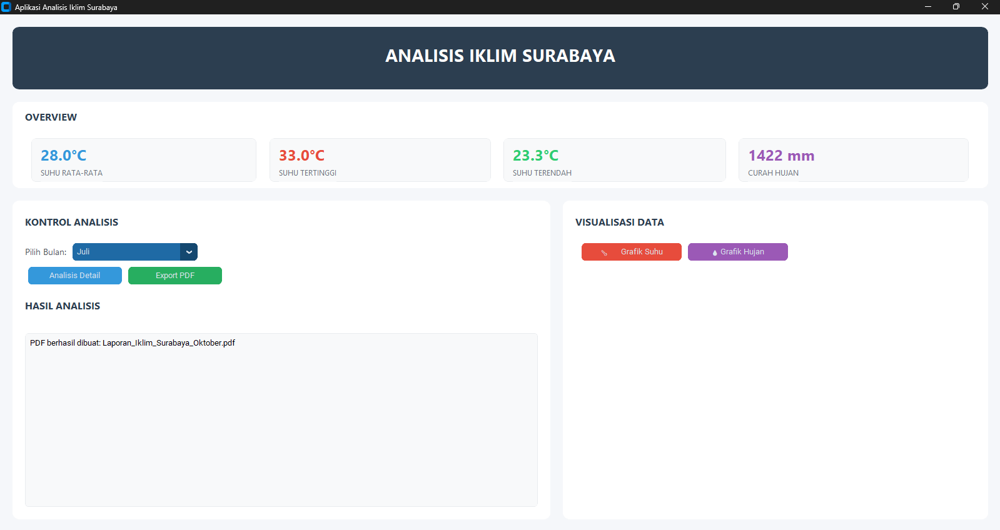 Aplikasi Analisis Iklim Surabaya
ANALISIS IKLIM SURABAYA
OVERVIEW
28.0°C
SUHU RATA-RATA
33.0°C
SUHU TERTINGGI
23.3°C
SUHU TERENDAH
1422 mm
CURAH HUJAN
KONTROL ANALISIS
Pilih Bulan: Juli
Analisis Detail Export PDF
HASIL ANALISIS
PDF berhasil dibuat: Laporan_Iklim_Surabaya_Oktober.pdf
VISUALISASI DATA
Grafik Suhu Grafik Hujan